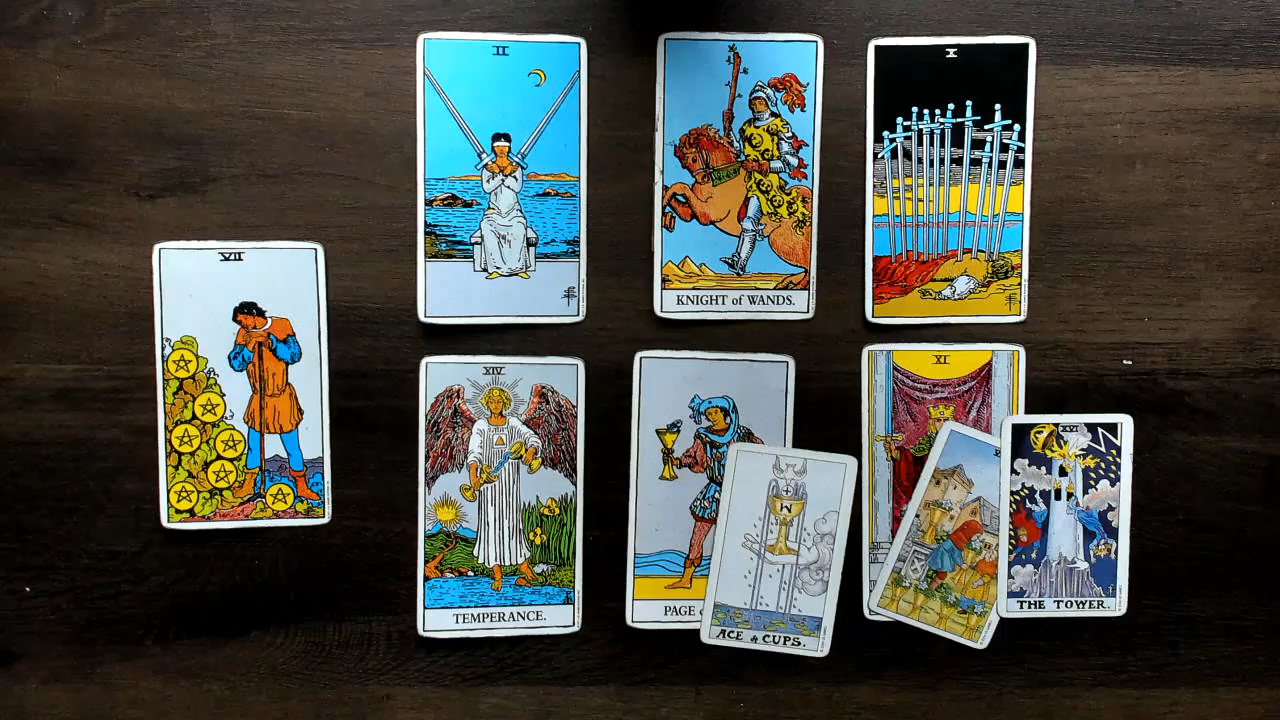 II
KNIGHT of WANDS.
X
VII
XIV
TEMPERANCE.
PAGE
ACE of CUPS.
XI
XVI
THE TOWER.